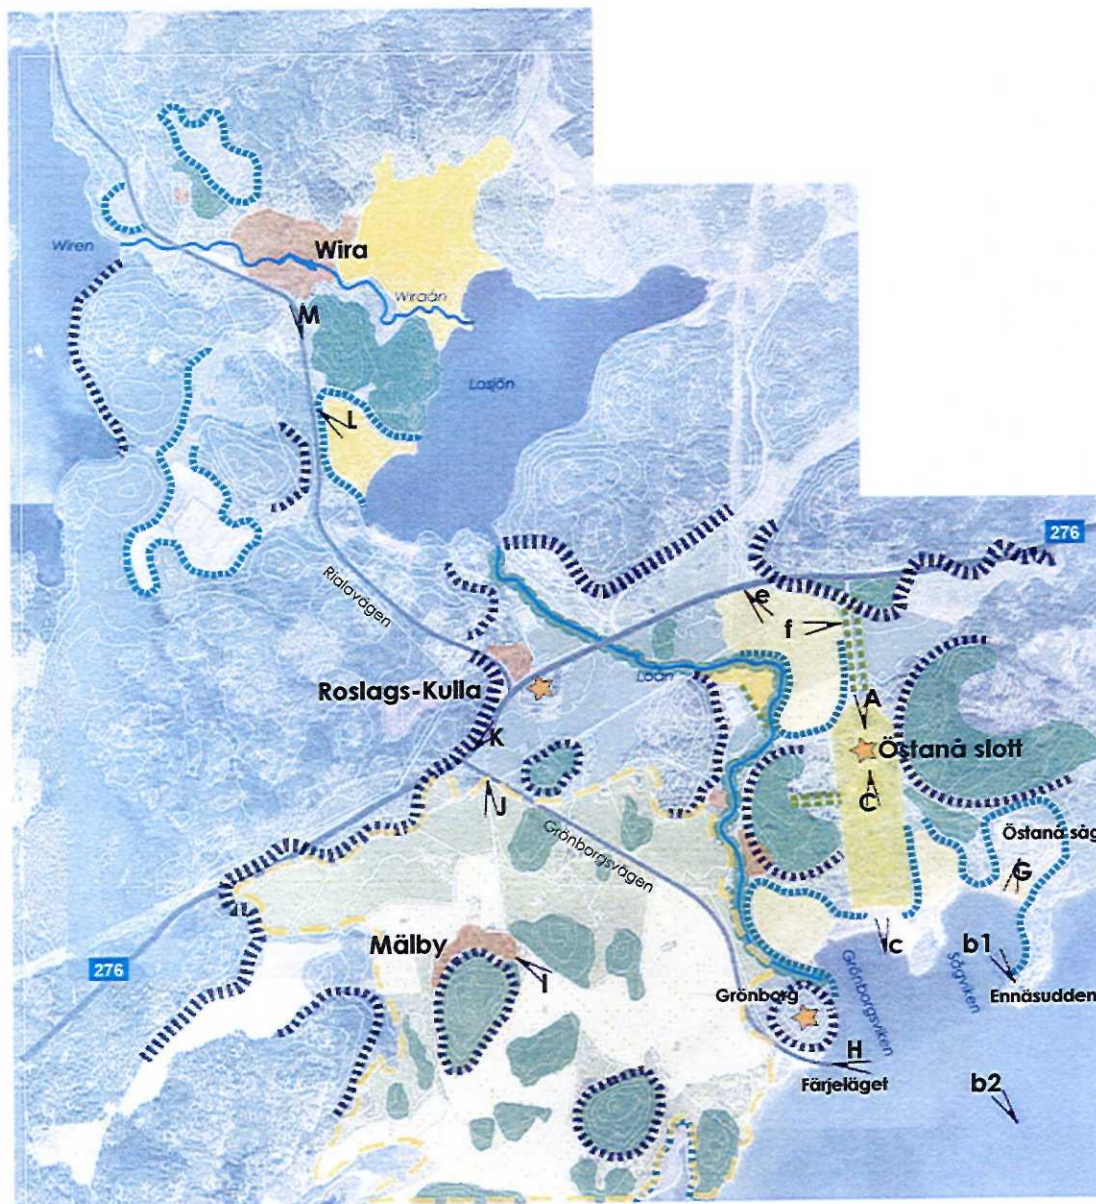 Wiren
Wira
Wiraån
M
Lasjön
L
276
Rialavägen
e
f
Loån
Roslags-Kulla
A
K
Östanå slott
C
J
Grönborgsvägen
Östanå såg
G
Mälby
c
b1
276
I
Sågviken
Ennäsudden
Grönborg
Grönborgsviken
H
Färjeläget
b2